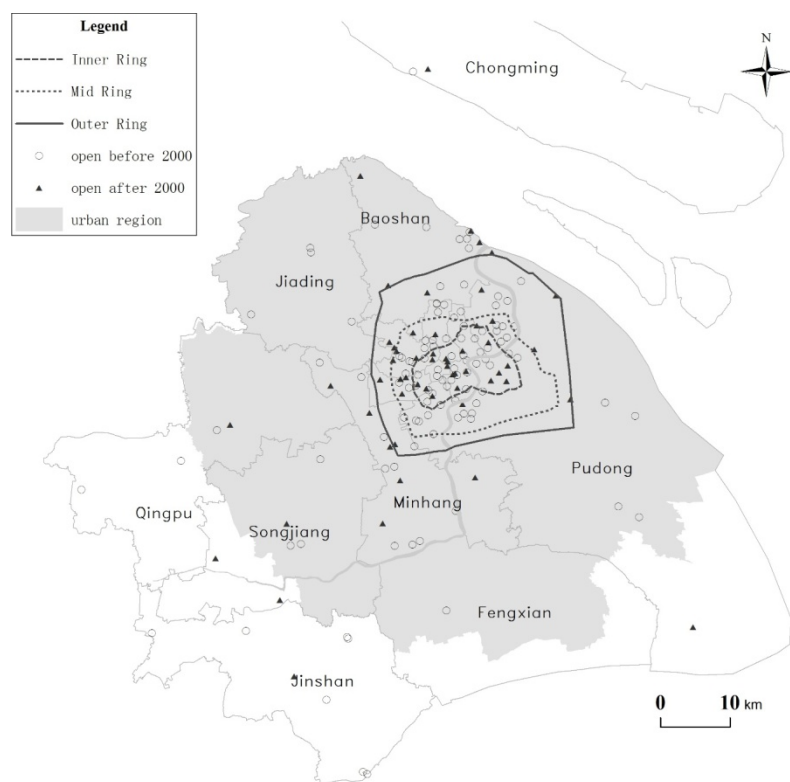 Legend
Inner Ring
Mid Ring
Outer Ring
open before 2000
open after 2000
urban region
N
Chongming
Baoshan
Jiading
Pudong
Qingpu
Minhang
Songjiang
Fengxian
Jinshan
0 10 km